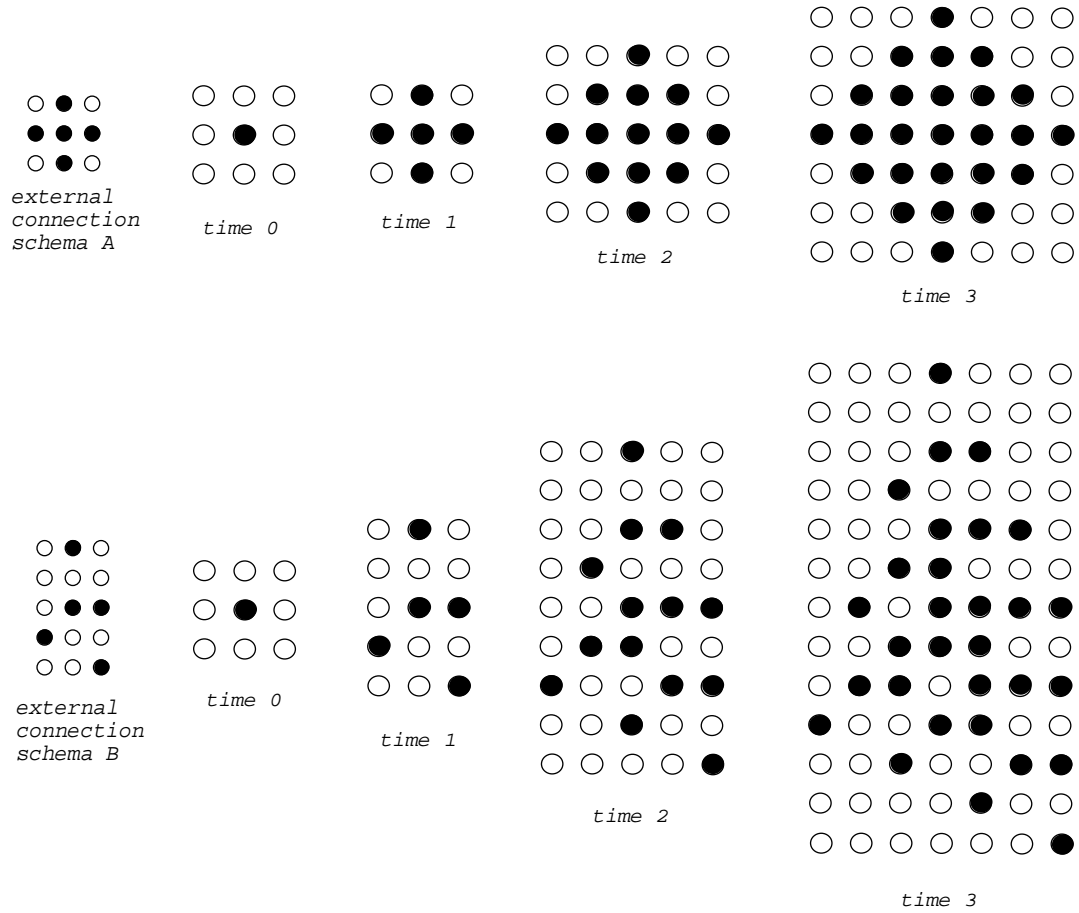 external
connection
schema A
time 0
time 1
time 2
time 3
external
connection
schema B
time 0
time 1
time 2
time 3